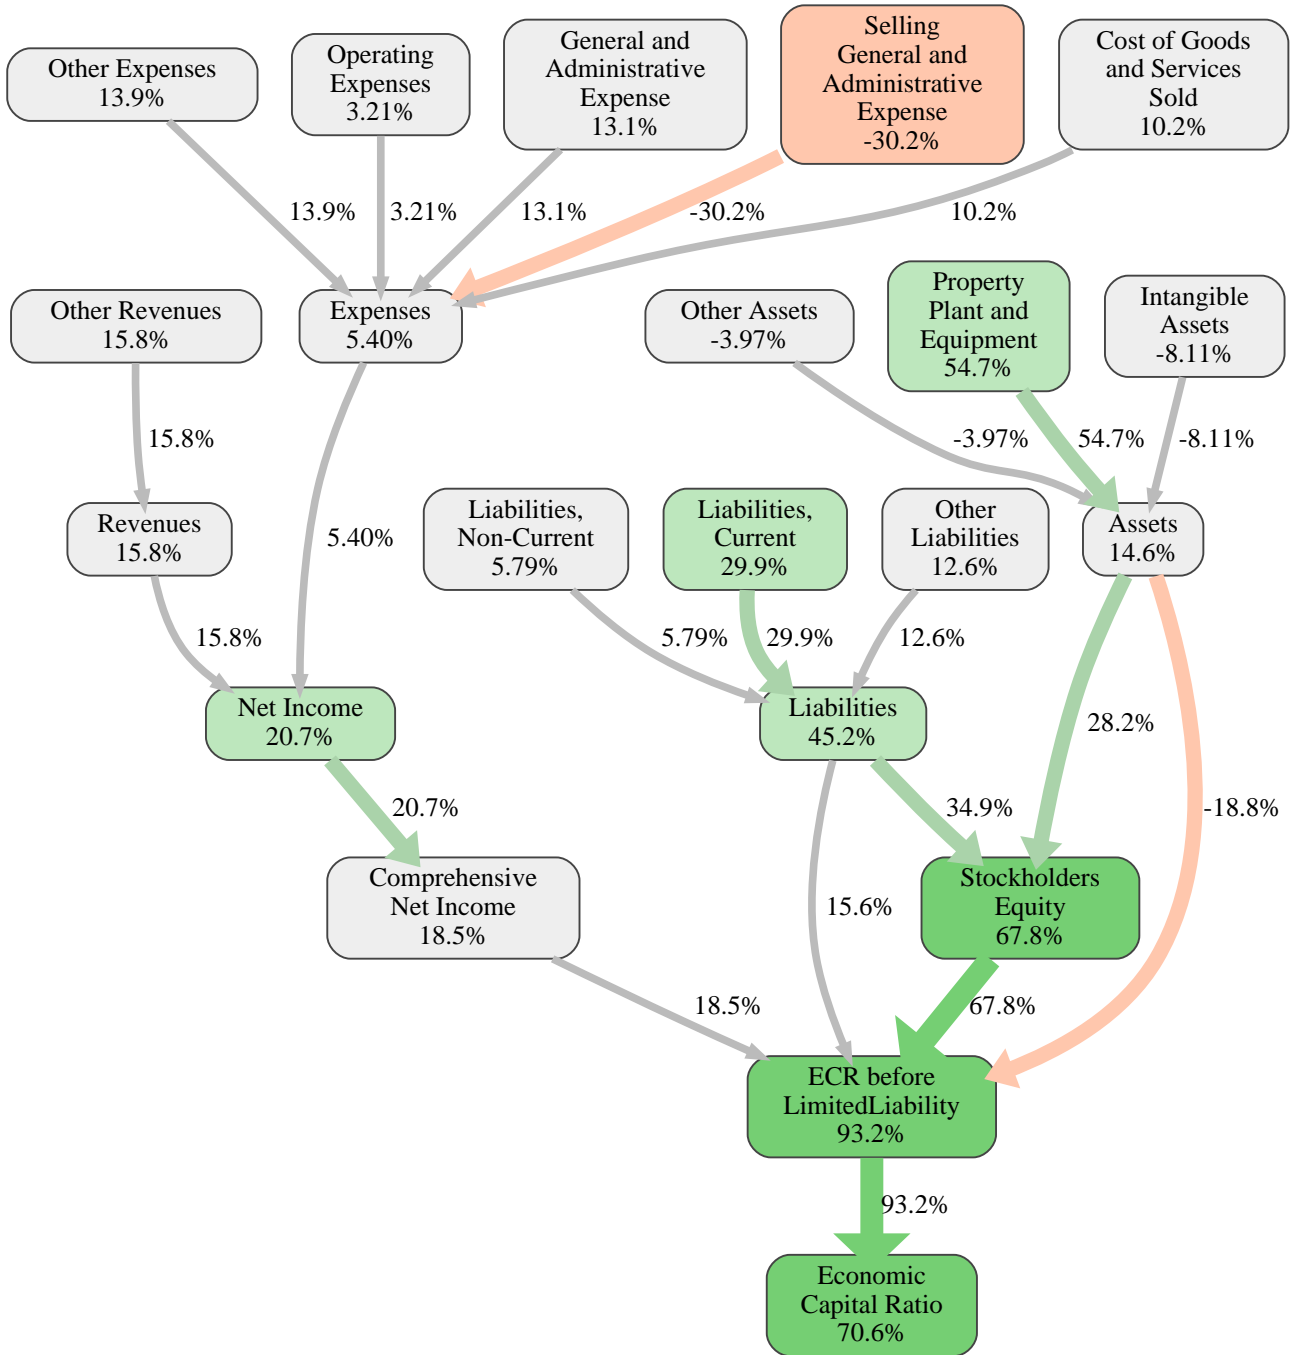 Other Expenses
13.9%
Operating
Expenses
3.21%
General and
Administrative
Expense
13.1%
Selling
General and
Administrative
Expense
-30.2%
Cost of Goods
and Services
Sold
10.2%
13.9%
3.21%
13.1%
-30.2%
10.2%
Other Revenues
15.8%
Expenses
5.40%
Other Assets
-3.97%
Property
Plant and
Equipment
54.7%
Intangible
Assets
-8.11%
15.8%
5.40%
-3.97%
54.7%
-8.11%
Revenues
15.8%
Liabilities,
Non-Current
5.79%
Liabilities,
Current
29.9%
Other
Liabilities
12.6%
Assets
14.6%
15.8%
5.79%
29.9%
12.6%
Net Income
20.7%
Liabilities
45.2%
28.2%
20.7%
34.9%
-18.8%
Comprehensive
Net Income
18.5%
15.6%
Stockholders
Equity
67.8%
18.5%
67.8%
ECR before
LimitedLiability
93.2%
93.2%
Economic
Capital Ratio
70.6%